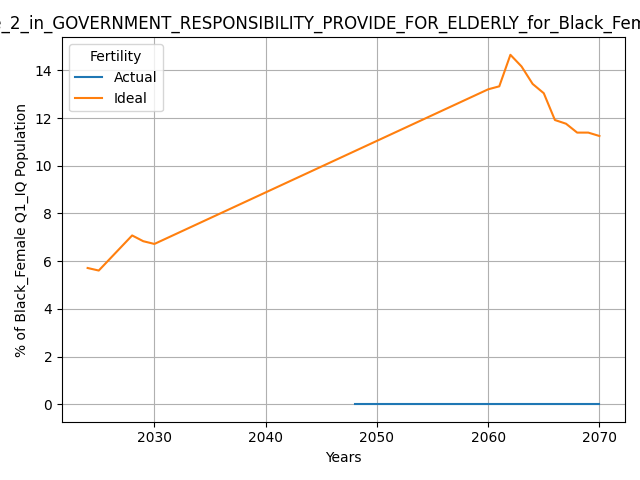 _2_in_GOVERNMENT_RESPONSIBILITY_PROVIDE_FOR_ELDERLY_for_Black_Fem
Fertility
Actual
Ideal
% of Black_Female Q1_IQ Population
14
12
10
8
6
4
2
0
2030
2040
2050
2060
2070
Years